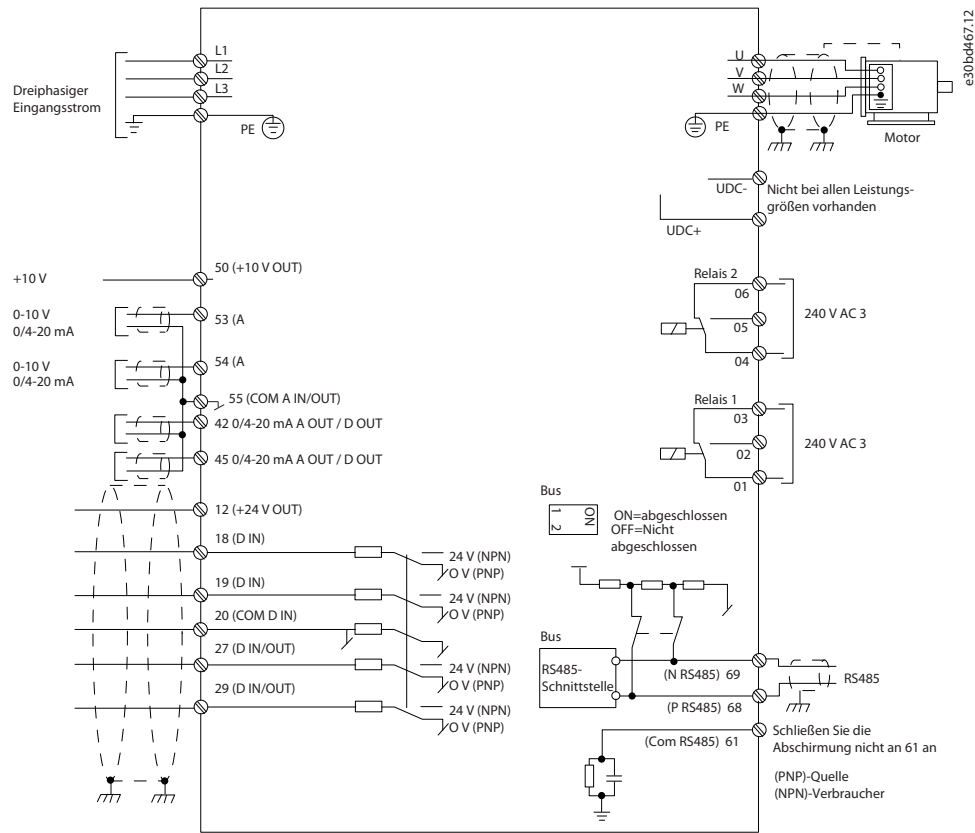 e30bd467.12
Dreiphasiger
Eingangsstrom
L1
L2
L3
PE
U
V
W
PE
Motor
UDC-
Nicht bei allen Leistungs-
größen vorhanden
UDC+
+10 V
50 (+10 V OUT)
0-10 V
0/4-20 mA
53 (A
0-10 V
0/4-20 mA
54 (A
55 (COM A IN/OUT)
42 0/4-20 mA A OUT / D OUT
45 0/4-20 mA A OUT / D OUT
Relais 2
06
05
04
240 V AC 3
Relais 1
03
02
01
240 V AC 3
12 (+24 V OUT)
18 (D IN)
24 V (NPN)
O V (PNP)
19 (D IN)
24 V (NPN)
O V (PNP)
20 (COM D IN)
27 (D IN/OUT)
24 V (NPN)
O V (PNP)
29 (D IN/OUT)
24 V (NPN)
O V (PNP)
Bus
1 2
ON
ON=abgeschlossen
OFF=Nicht
abgeschlossen
Bus
RS485-
Schnittstelle
(N RS485) 69
RS485
(P RS485) 68
(Com RS485) 61
Schließen Sie die
Abschirmung nicht an 61 an
(PNP)-Quelle
(NPN)-Verbraucher